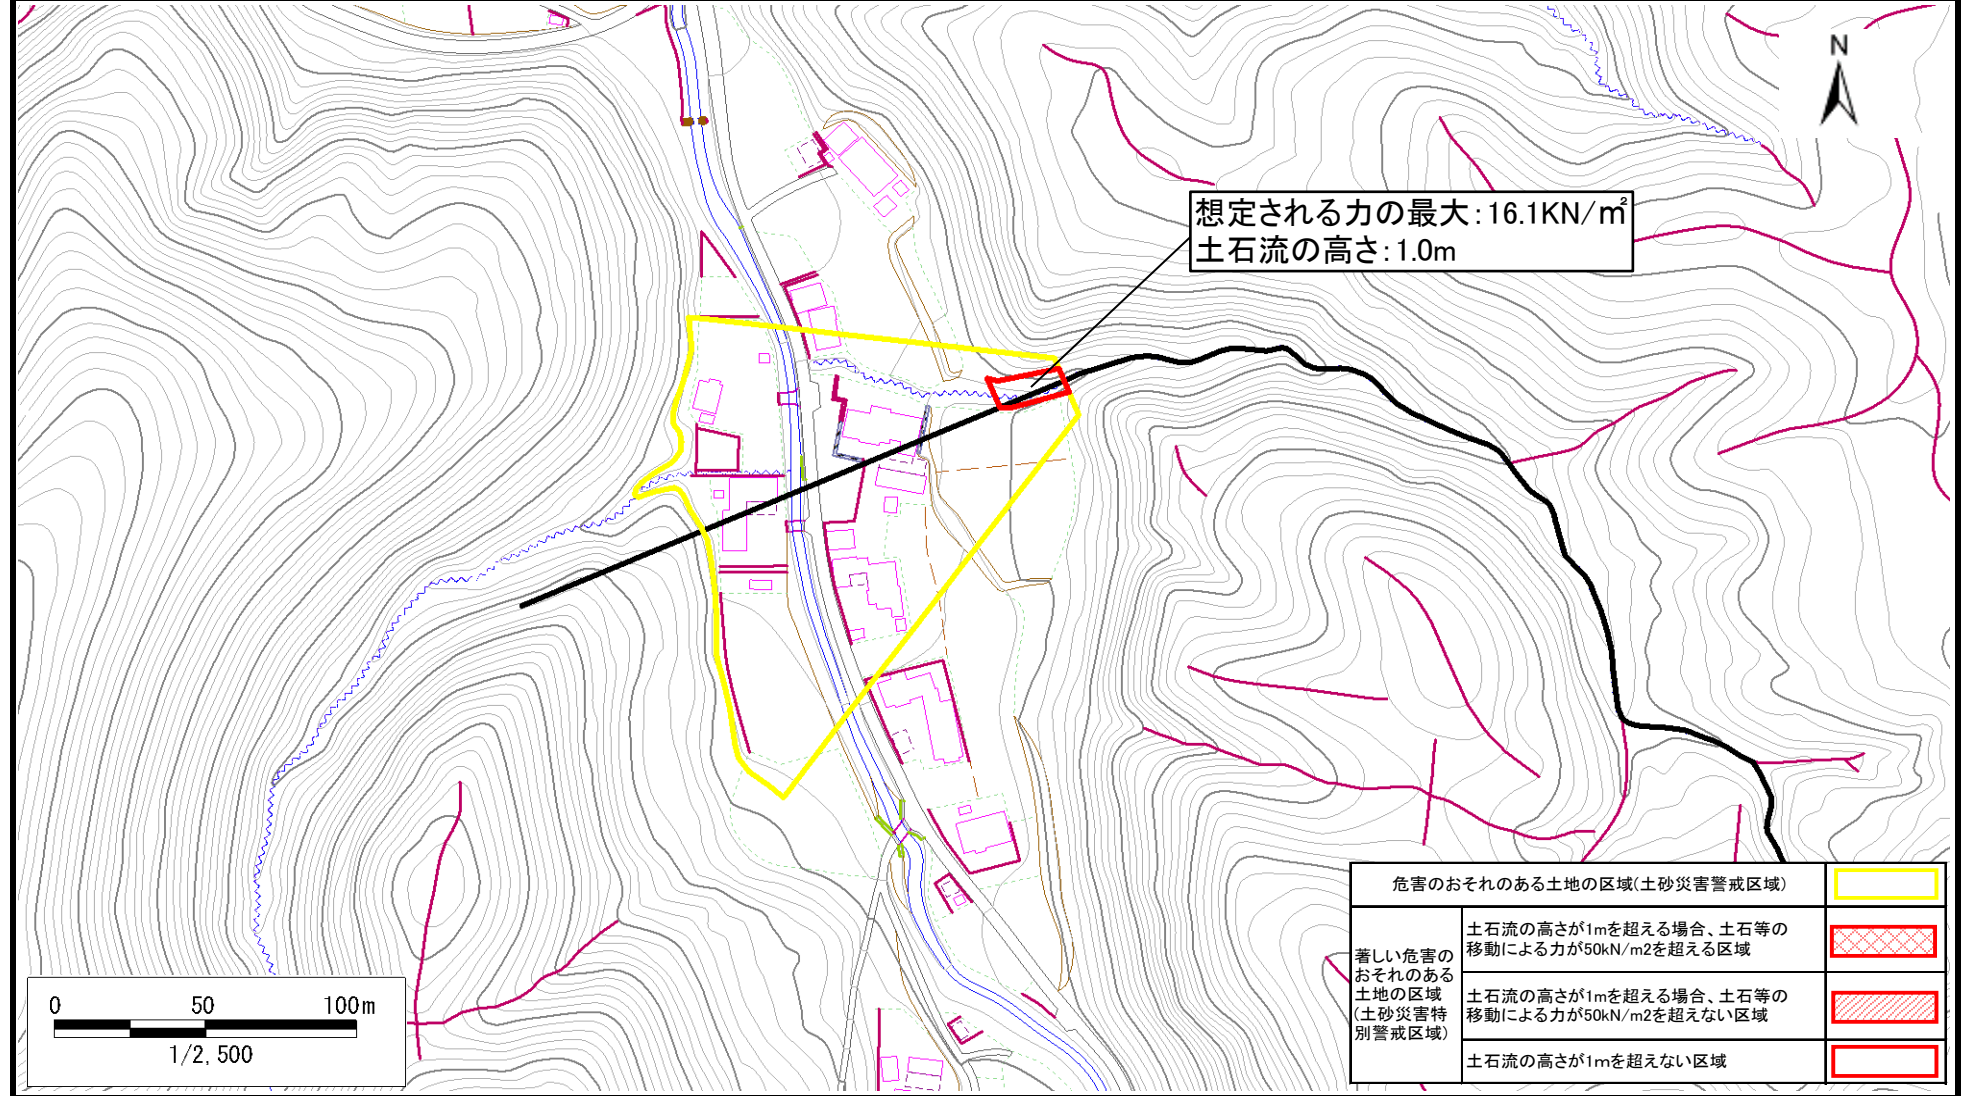 N
想定される力の最大:16.1KN/㎡
土石流の高さ:1.0m
危害のおそれのある土地の区域(土砂災害警戒区域)
著しい危害の
おそれのある
土地の区域
(土砂災害特
別警戒区域)
土石流の高さが1mを超える場合、土石等の
移動による力が50kN/m2を超える区域
土石流の高さが1mを超える場合、土石等の
移動による力が50kN/m2を超えない区域
土石流の高さが1mを超えない区域
0 50 100m
1/2,500